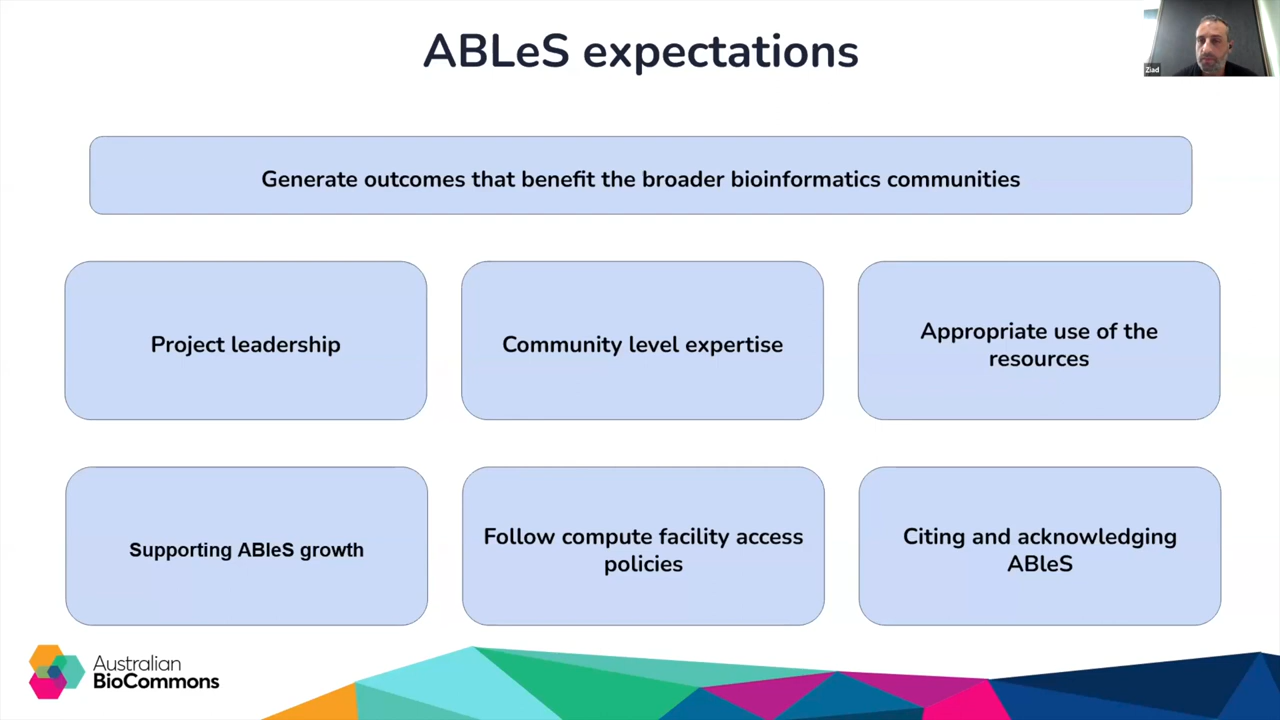 ABLeS expectations
Ziad
Generate outcomes that benefit the broader bioinformatics communities
Project leadership
Community level expertise
Appropriate use of the
resources
Supporting ABleS growth
Follow compute facility access
policies
Citing and acknowledging
ABleS
Australian
BioCommons